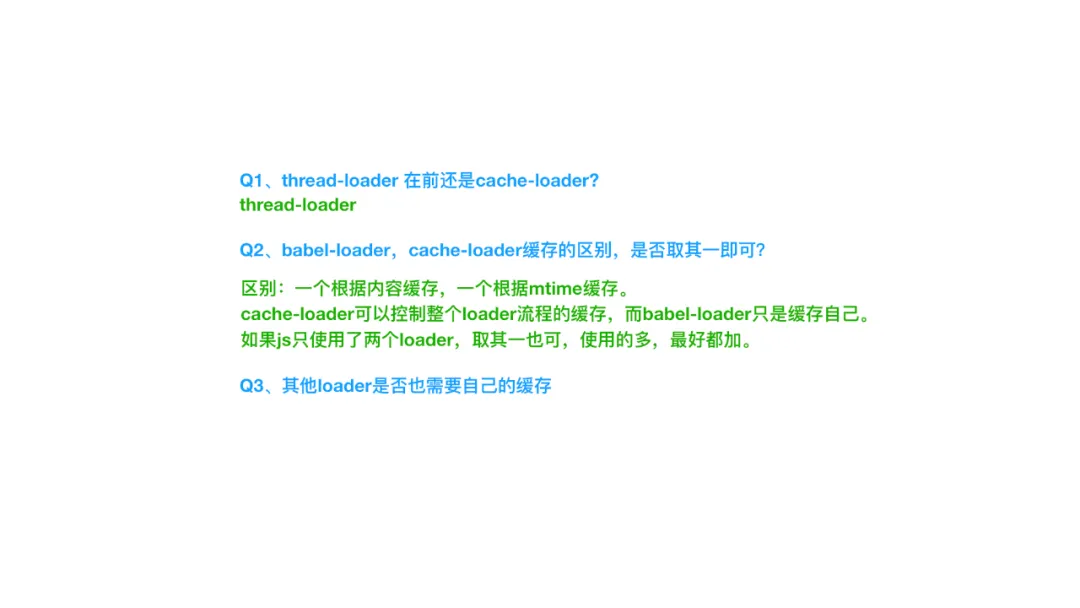 Q1、thread-loader 在前还是cache-loader?
thread-loader
Q2、babel-loader，cache-loader缓存的区别，是否取其一即可？
区别：一个根据内容缓存，一个根据mtime缓存。
cache-loader可以控制整个loader流程的缓存，而babel-loader只是缓存自己。
如果js只使用了两个loader，取其一也可，使用的多，最好都加。
Q3、其他loader是否也需要自己的缓存